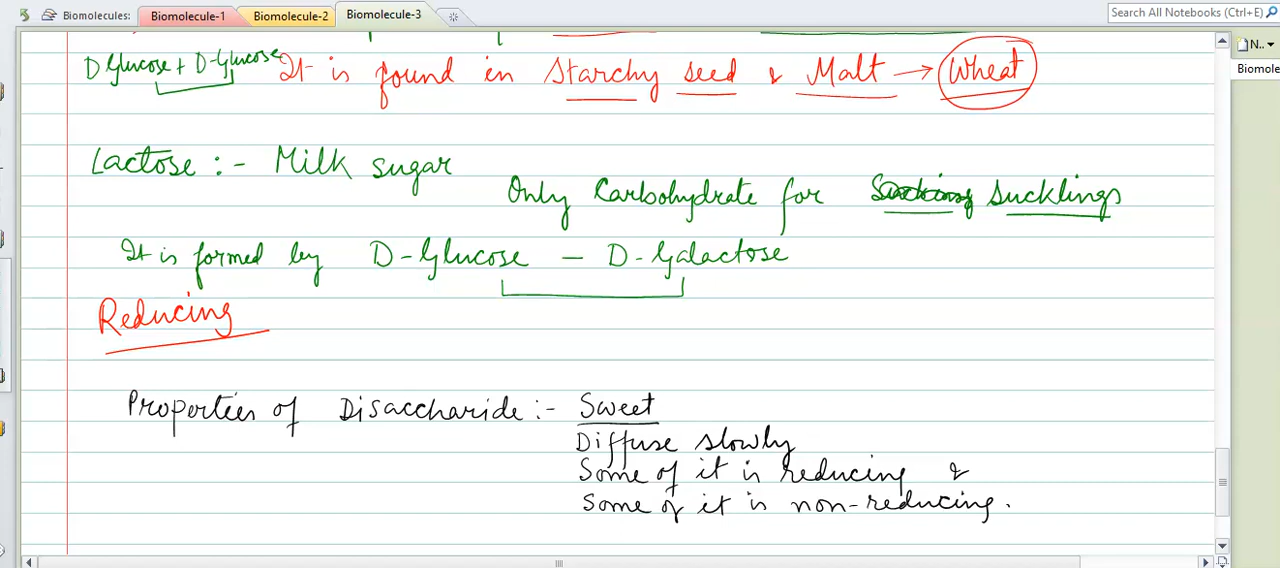 Biomolecules: Biomolecule-1 Biomolecule-2 Biomolecule-3 Search All Notebooks (Ctrl+E)
N..
D Glucose + D-Glucose It is found in Starchy seed & Malt → Wheat
Biomole
Lactose :- Milk sugar
Only Carbohydrate for Sucklings
It is formed by D-Glucose - D-Galactose
Reducing
Properties of Disaccharide :- Sweet
Diffuse slowly
Some of it is reducing &
Some of it is non-reducing.